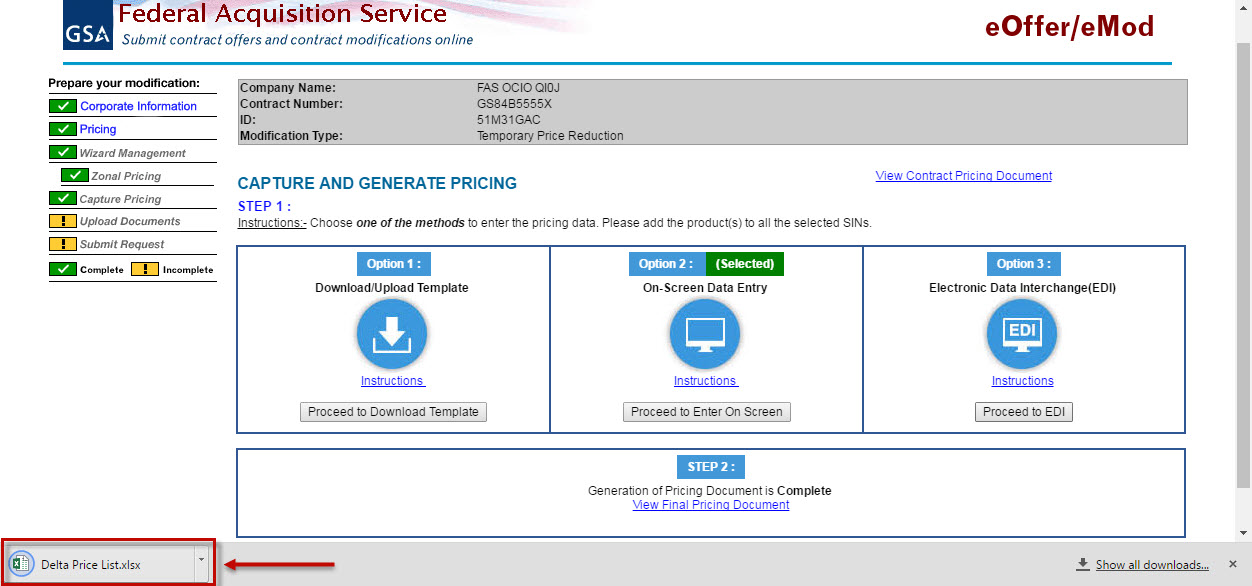 GSA
Federal Acquisition Service
Submit contract offers and contract modifications online
eOffer/eMod
Prepare your modification:
Corporate Information
Pricing
Wizard Management
Zonal Pricing
Capture Pricing
! Upload Documents
! Submit Request
Complete ! Incomplete
Company Name: FAS OCIO QI0J
Contract Number: GS84B5555X
ID: 51M31GAC
Modification Type: Temporary Price Reduction
CAPTURE AND GENERATE PRICING
View Contract Pricing Document
STEP 1 :
Instructions:- Choose one of the methods to enter the pricing data. Please add the product(s) to all the selected SINs.
Option 1 :
Download/Upload Template
Instructions
Proceed to Download Template
Option 2 : (Selected)
On-Screen Data Entry
Instructions
Proceed to Enter On Screen
Option 3 :
Electronic Data Interchange(EDI)
EDI
Instructions
Proceed to EDI
STEP 2 :
Generation of Pricing Document is Complete
View Final Pricing Document
Delta Price List.xlsx
Show all downloads...